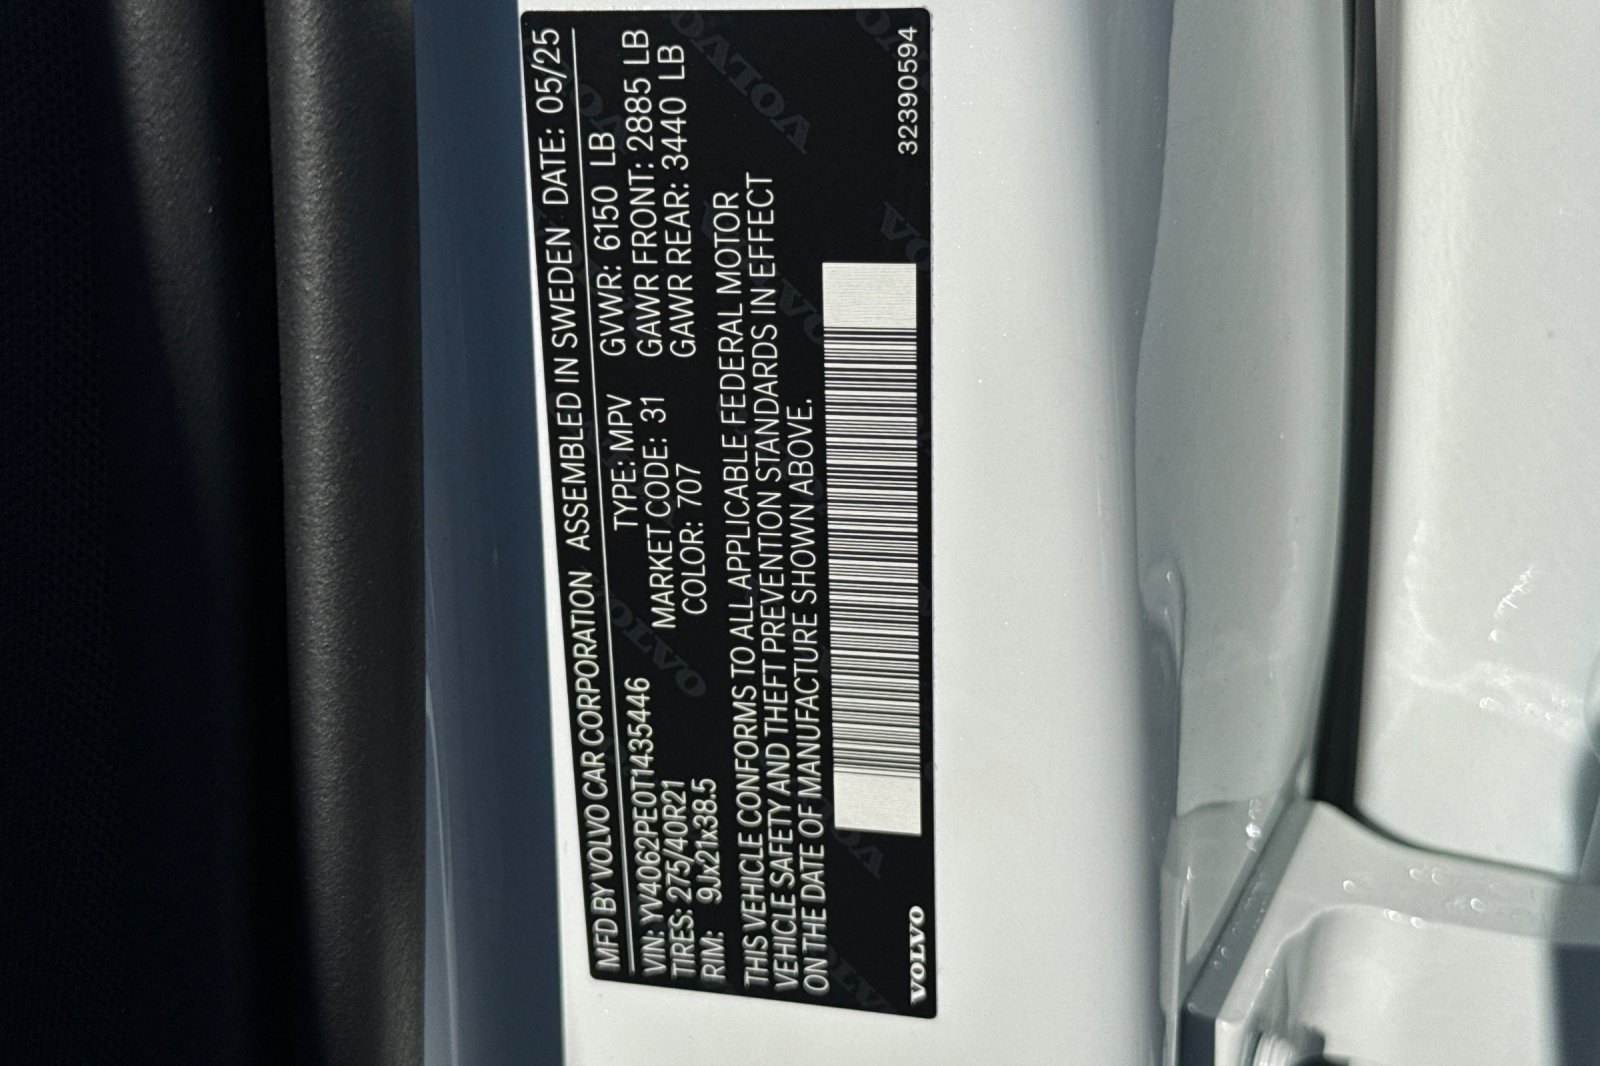 MFD BY VOLVO CAR CORPORATION ASSEMBLED IN SWEDEN DATE: 05/25
VIN: YV4062PE0T1435446 TYPE: MPV GVWR: 6150 LB
TIRES: 275/40R21 MARKET CODE: 31 GAWR FRONT: 2885 LB
RIM: 9Jx21x38.5 COLOR: 707 GAWR REAR: 3440 LB
THIS VEHICLE CONFORMS TO ALL APPLICABLE FEDERAL MOTOR
VEHICLE SAFETY AND THEFT PREVENTION STANDARDS IN EFFECT
ON THE DATE OF MANUFACTURE SHOWN ABOVE.
VOLVO 32390594